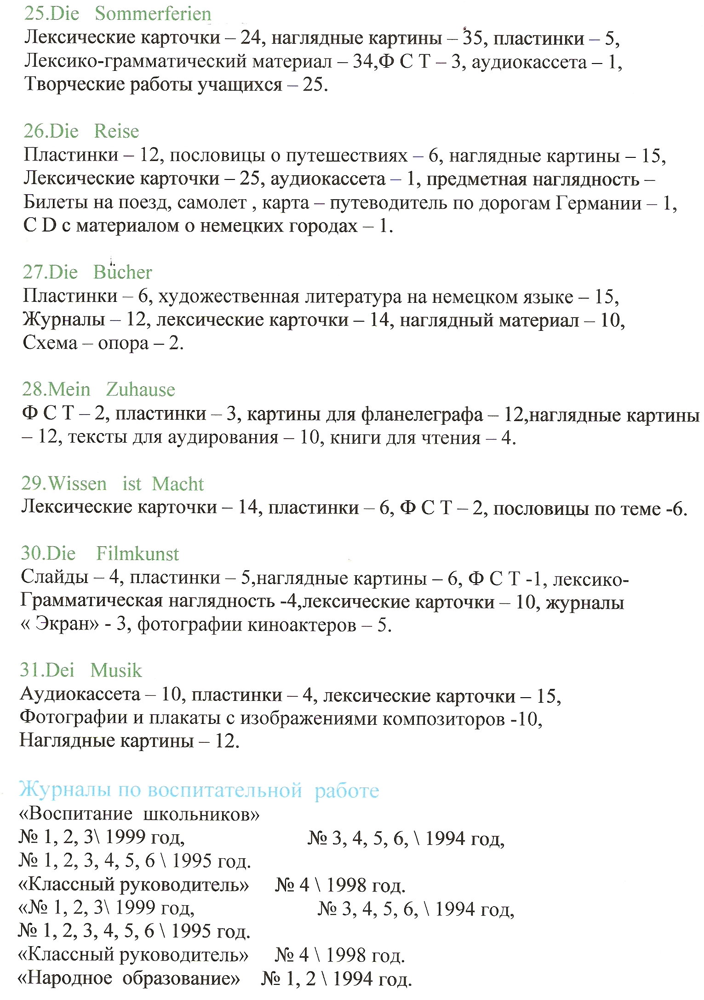 25.Die Sommerferien
Лексические карточки – 24, наглядные картины – 35, пластинки – 5,
Лексико-грамматический материал – 34,Ф С Т – 3, аудиокассета – 1,
Творческие работы учащихся – 25.
26.Die Reise
Пластинки – 12, пословицы о путешествиях – 6, наглядные картины – 15,
Лексические карточки – 25, аудиокассета – 1, предметная наглядность –
Билеты на поезд, самолет , карта – путеводитель по дорогам Германии – 1,
С D с материалом о немецких городах – 1.
27.Die Bücher
Пластинки – 6, художественная литература на немецком языке – 15,
Журналы – 12, лексические карточки – 14, наглядный материал – 10,
Схема – опора – 2.
28.Mein Zuhause
Ф С Т – 2, пластинки – 3, картины для фланелеграфа – 12,наглядные картины
– 12, тексты для аудирования – 10, книги для чтения – 4.
29.Wissen ist Macht
Лексические карточки – 14, пластинки – 6, Ф С Т – 2, пословицы по теме -6.
30.Die Filmkunst
Слайды – 4, пластинки – 5,наглядные картины – 6, Ф С Т -1, лексико-
Грамматическая наглядность -4,лексические карточки – 10, журналы
« Экран» - 3, фотографии киноактеров – 5.
31.Dei Musik
Аудиокассета – 10, пластинки – 4, лексические карточки – 15,
Фотографии и плакаты с изображениями композиторов -10,
Наглядные картины – 12.
Журналы по воспитательной работе
«Воспитание школьников»
№ 1, 2, 3\ 1999 год, № 3, 4, 5, 6, \ 1994 год,
№ 1, 2, 3, 4, 5, 6 \ 1995 год.
«Классный руководитель» № 4 \ 1998 год.
«№ 1, 2, 3\ 1999 год, № 3, 4, 5, 6, \ 1994 год,
№ 1, 2, 3, 4, 5, 6 \ 1995 год.
«Классный руководитель» № 4 \ 1998 год.
«Народное образование» № 1, 2 \ 1994 год.